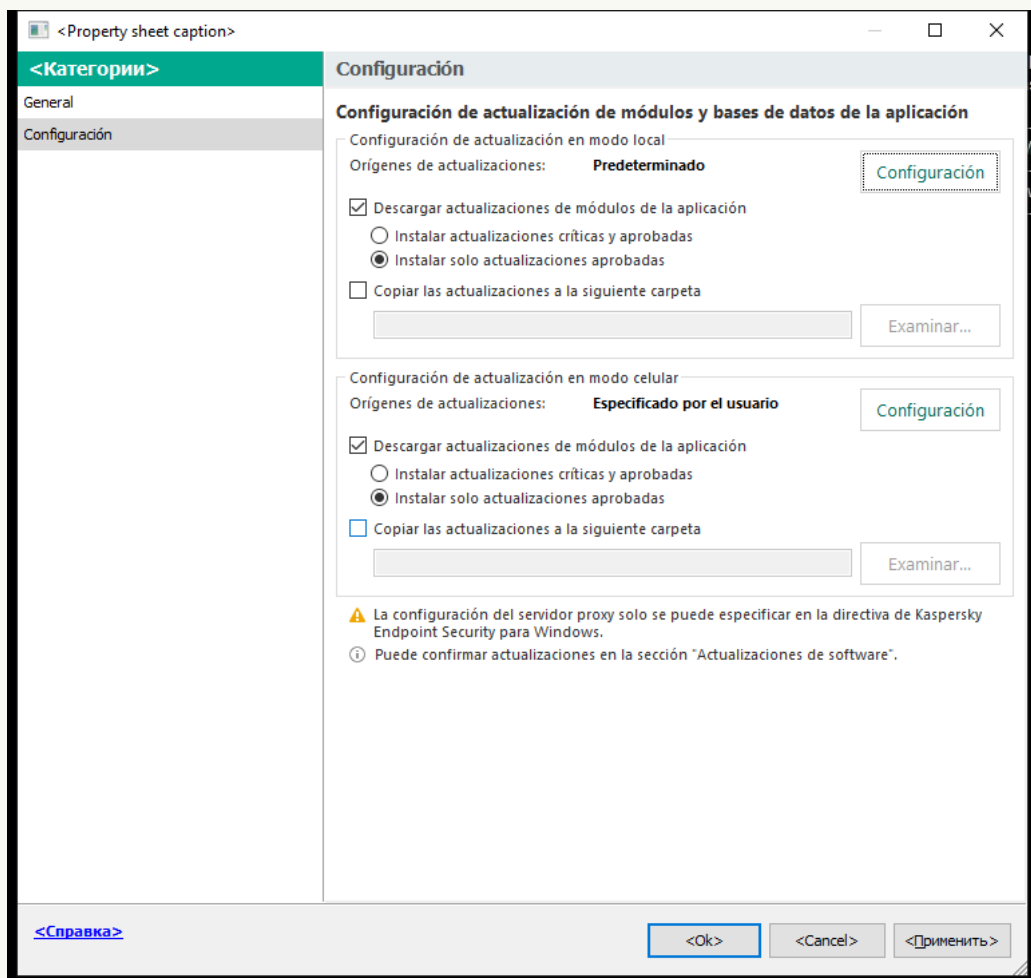 <Property sheet caption>
<Категории>
General
Configuración
Configuración
Configuración de actualización de módulos y bases de datos de la aplicación
Configuración de actualización en modo local
Orígenes de actualizaciones: Predeterminado
Configuración
Descargar actualizaciones de módulos de la aplicación
Instalar actualizaciones críticas y aprobadas
Instalar solo actualizaciones aprobadas
Copiar las actualizaciones a la siguiente carpeta
Examinar...
Configuración de actualización en modo celular
Orígenes de actualizaciones: Especificado por el usuario
Configuración
Descargar actualizaciones de módulos de la aplicación
Instalar actualizaciones críticas y aprobadas
Instalar solo actualizaciones aprobadas
Copiar las actualizaciones a la siguiente carpeta
Examinar...
La configuración del servidor proxy solo se puede especificar en la directiva de Kaspersky
Endpoint Security para Windows.
Puede confirmar actualizaciones en la sección "Actualizaciones de software".
<Справка>
<Ok> <Cancel> <Применить>